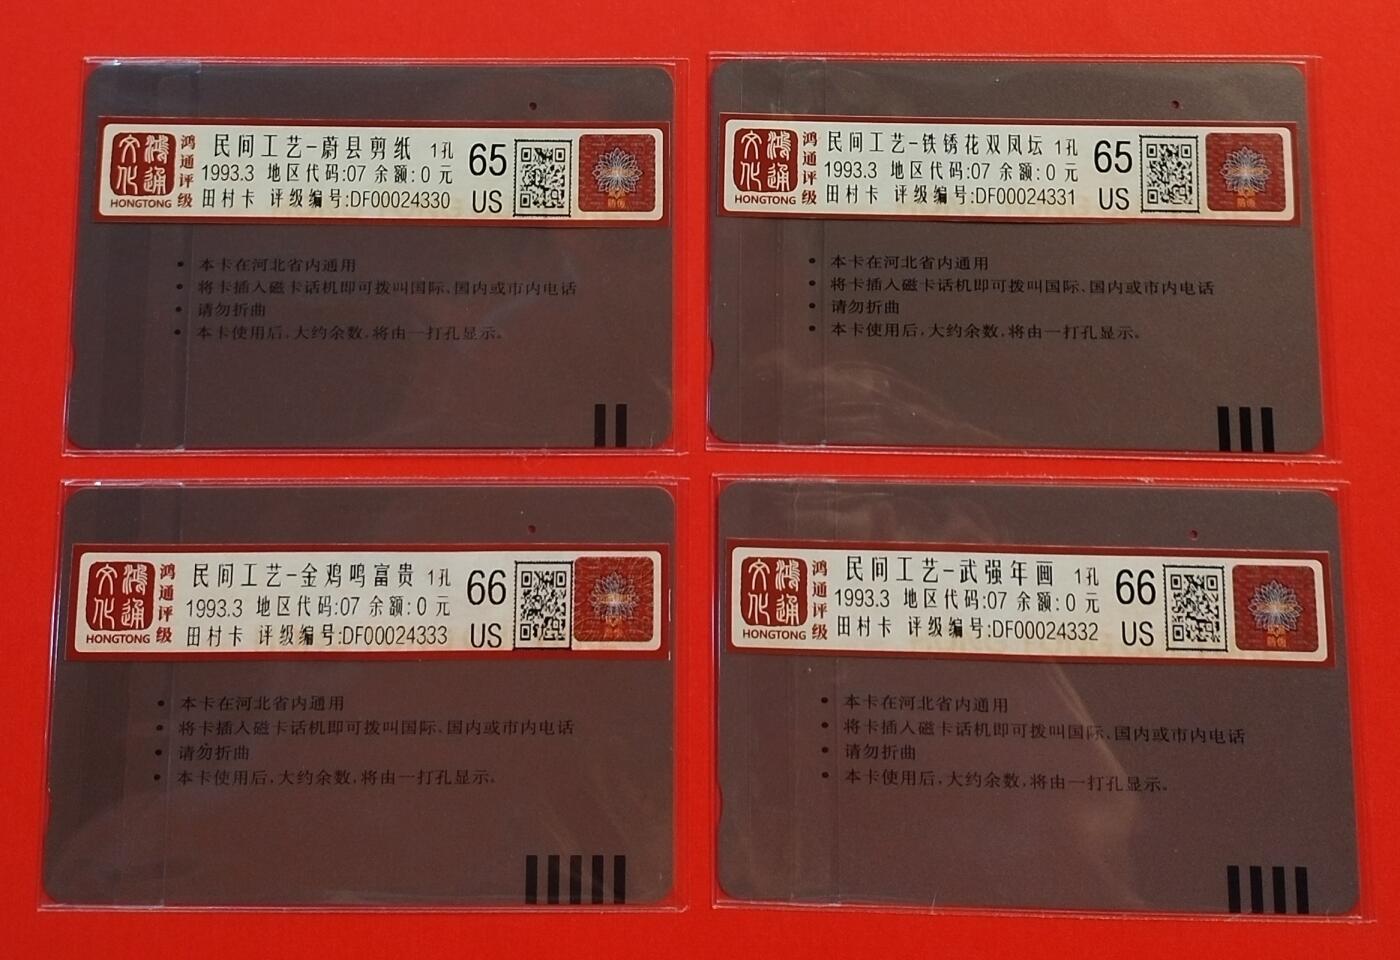 鸿通文化
HONGTONG
鸿通评级
民间工艺-蔚县剪纸 1孔
1993.3 地区代码:07 余额:0 元
田村卡 评级编号:DF00024330
65
US
本卡在河北省内通用
将卡插入磁卡话机即可拨叫国际、国内或市内电话
请勿折曲
本卡使用后,大约余数,将由一打孔显示。
鸿通文化
HONGTONG
鸿通评级
民间工艺-铁锈花双凤坛 1孔
1993.3 地区代码:07 余额:0 元
田村卡 评级编号:DF00024331
65
US
本卡在河北省内通用
将卡插入磁卡话机即可拨叫国际、国内或市内电话
请勿折曲
本卡使用后,大约余数,将由一打孔显示。
鸿通文化
HONGTONG
鸿通评级
民间工艺-金鸡鸣富贵 1孔
1993.3 地区代码:07 余额:0 元
田村卡 评级编号:DF00024333
66
US
本卡在河北省内通用
将卡插入磁卡话机即可拨叫国际、国内或市内电话
请勿折曲
本卡使用后,大约余数,将由一打孔显示。
鸿通文化
HONGTONG
鸿通评级
民间工艺-武强年画 1孔
1993.3 地区代码:07 余额:0 元
田村卡 评级编号:DF00024332
66
US
本卡在河北省内通用
将卡插入磁卡话机即可拨叫国际、国内或市内电话
请勿折曲
本卡使用后,大约余数,将由一打孔显示。